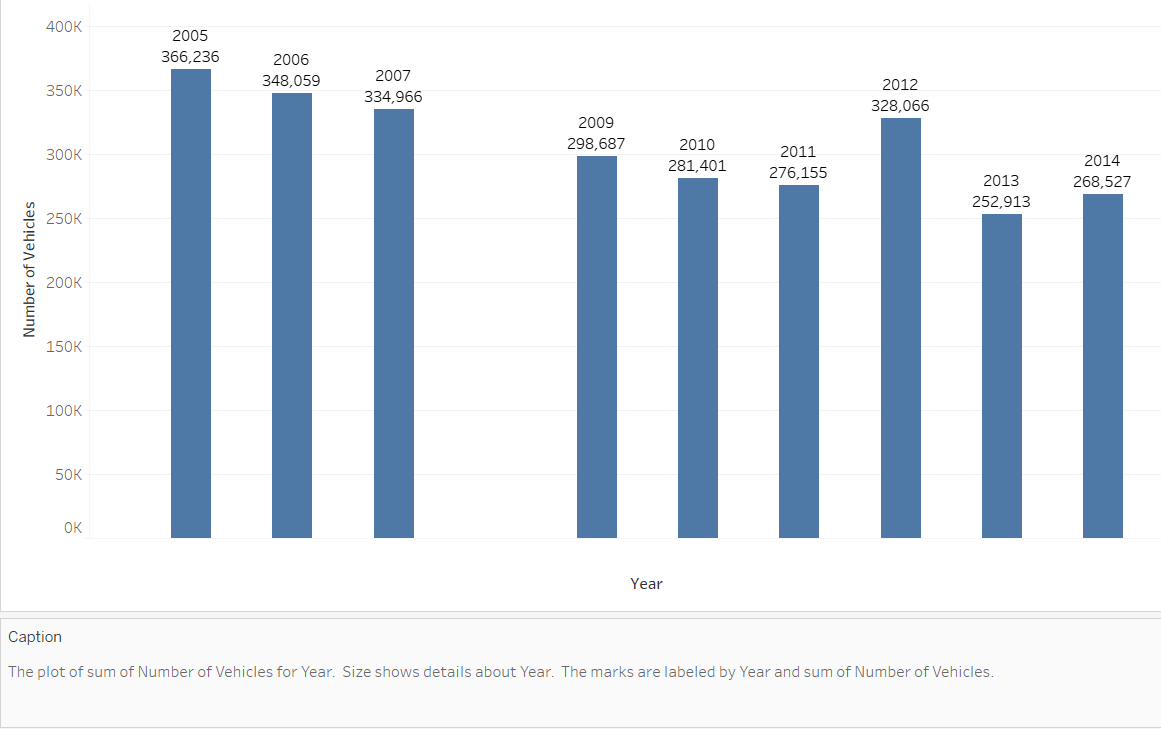 400K
350K
300K
250K
200K
150K
100K
50K
0K
Number of Vehicles
2005
366,236
2006
348,059
2007
334,966
2009
298,687
2010
281,401
2011
276,155
2012
328,066
2013
252,913
2014
268,527
Year
Caption
The plot of sum of Number of Vehicles for Year.  Size shows details about Year.  The marks are labeled by Year and sum of Number of Vehicles.